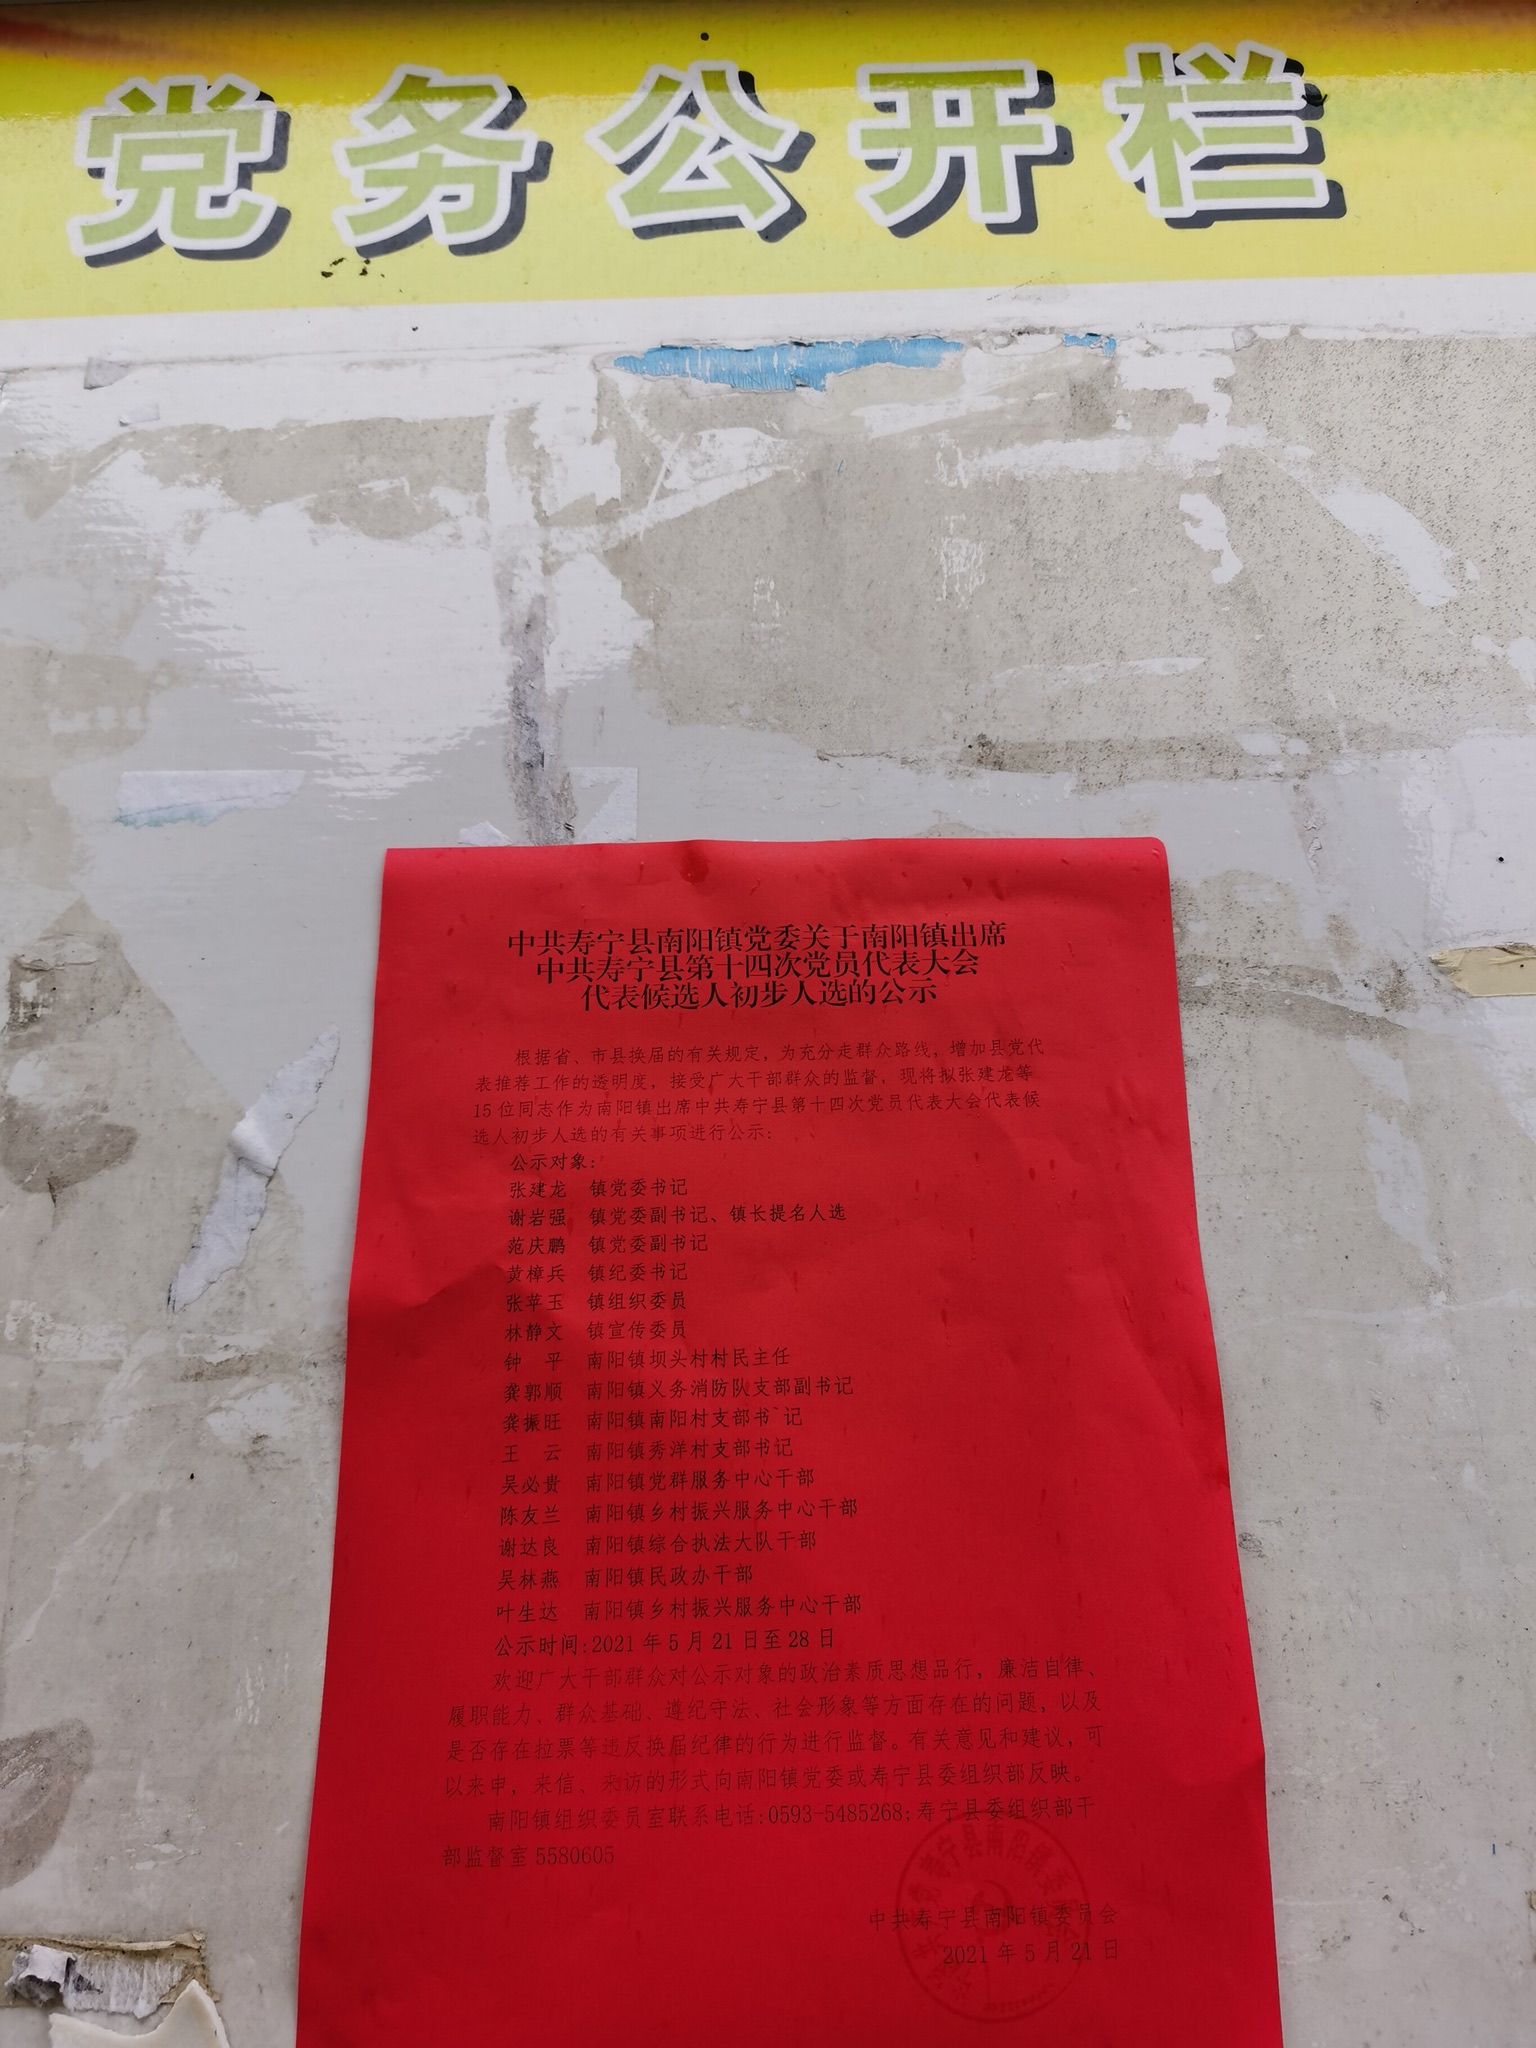 党务公开栏
中共寿宁县南阳镇党委关于南阳镇出席
中共寿宁县第十四次党员代表大会
代表候选人初步人选的公示
根据省、市县换届的有关规定，为充分走群众路线，增加县党代
表推荐工作的透明度，接受广大干部群众的监督，现将拟张建龙等
15位同志作为南阳镇出席中共寿宁县第十四次党员代表大会代表候
选人初步人选的有关事项进行公示：
公示对象：
张建龙 镇党委书记
谢岩强 镇党委副书记、镇长提名人选
范庆鹏 镇党委副书记
黄樟兵 镇纪委书记
张苹玉 镇组织委员
林静文 镇宣传委员
钟 平 南阳镇坝头村村民主任
龚郭顺 南阳镇义务消防队支部副书记
龚振旺 南阳镇南阳村支部书`记
王 云 南阳镇秀洋村支部书记
吴必贵 南阳镇党群服务中心干部
陈友兰 南阳镇乡村振兴服务中心干部
谢达良 南阳镇综合执法大队干部
吴林燕 南阳镇民政办干部
叶生达 南阳镇乡村振兴服务中心干部
公示时间:2021年5月21日至28日
欢迎广大干部群众对公示对象的政治素质思想品行，廉洁自律、
履职能力、群众基础、遵纪守法、社会形象等方面存在的问题，以及
是否存在拉票等违反换届纪律的行为进行监督。有关意见和建议，可
以来申，来信、来访的形式向南阳镇党委或寿宁县委组织部反映。
南阳镇组织委员室联系电话:0593-5485268;寿宁县委组织部干
部监督室 5580605
中共寿宁县南阳镇委员会
2021年5月21日